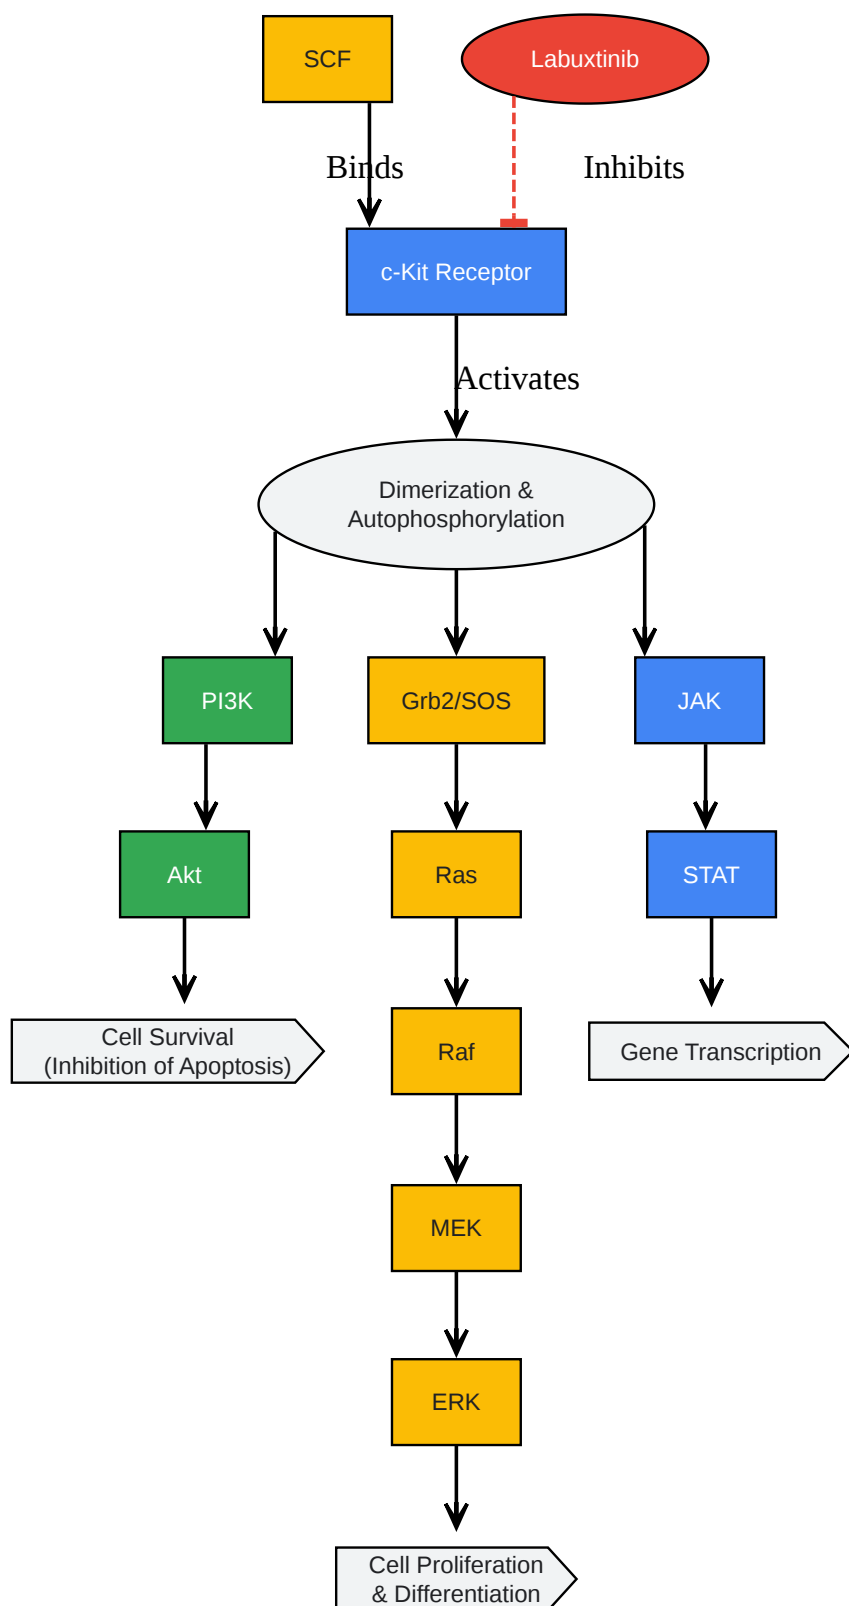 SCF
Labuxtinib
Binds
Inhibits
c-Kit Receptor
Activates
Dimerization &
Autophosphorylation
PI3K
Grb2/SOS
JAK
Akt
Ras
STAT
Cell Survival
(Inhibition of Apoptosis)
Raf
Gene Transcription
MEK
ERK
Cell Proliferation
& Differentiation